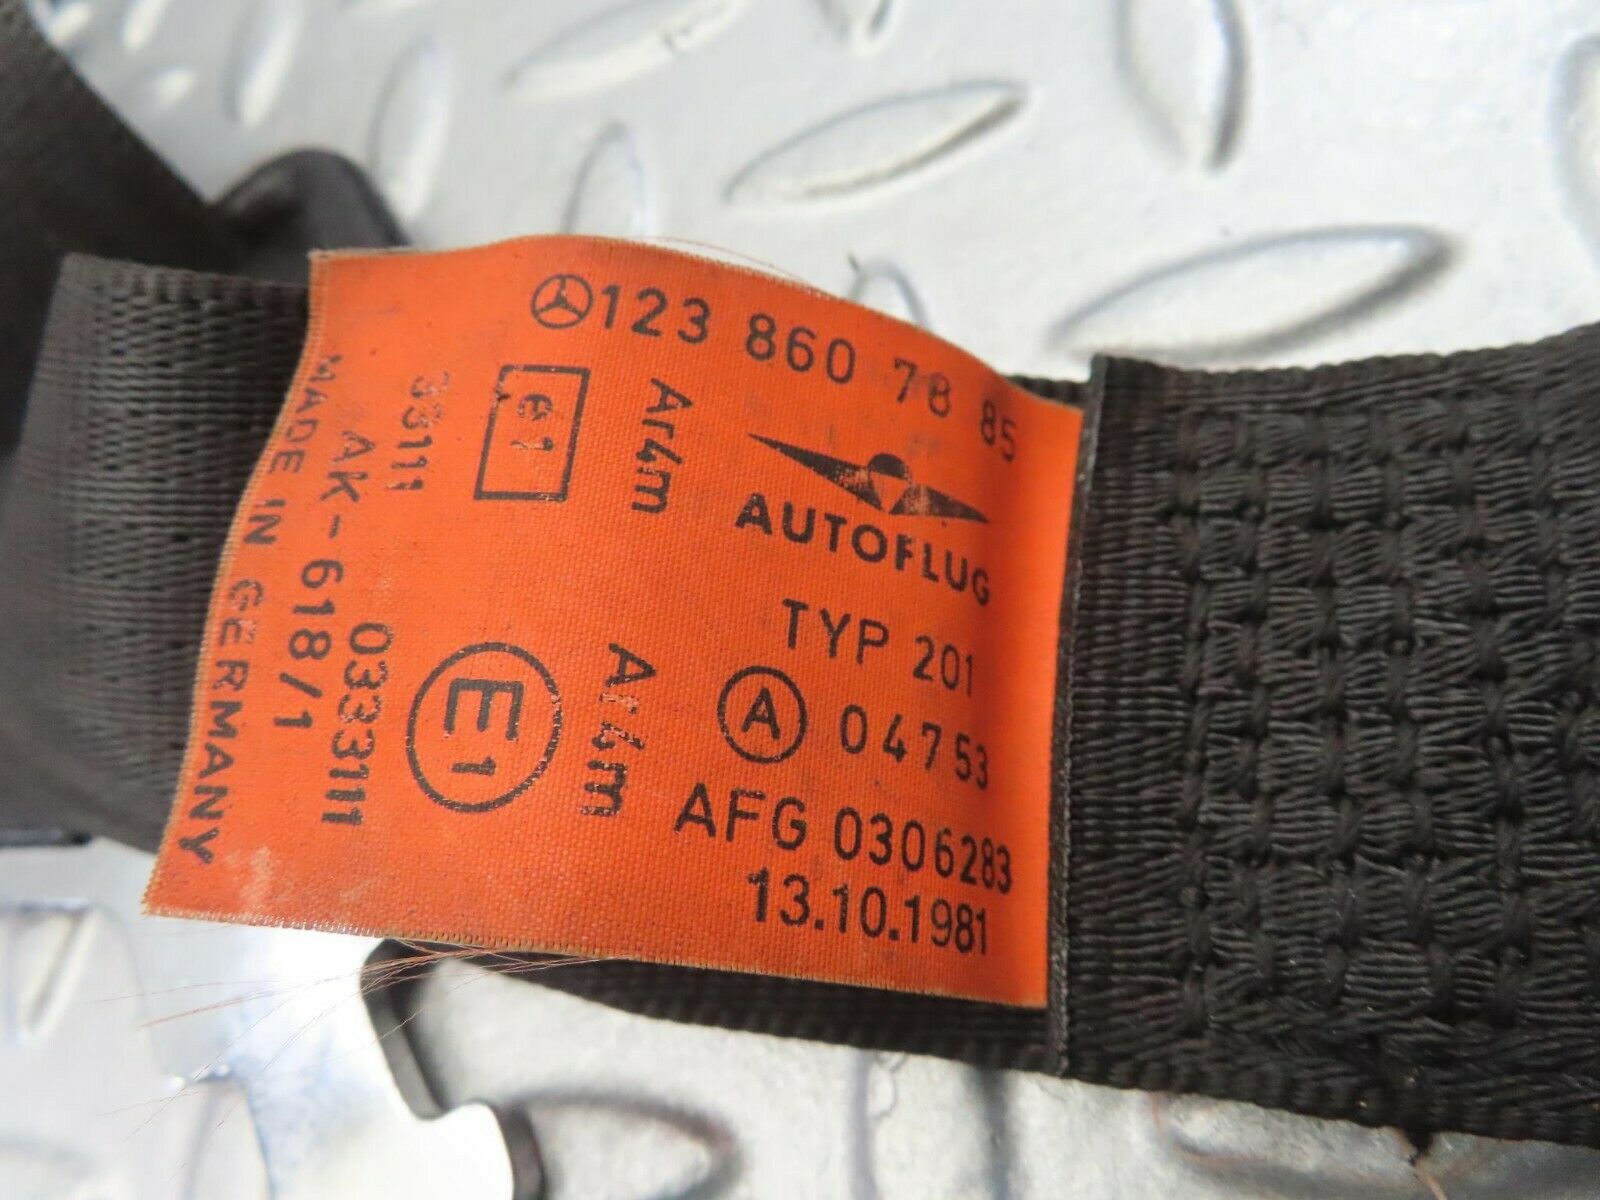 123 860 78 85
AUTOFLUG
TYP 201
A 04753
AFG 0306283
13.10.1981
Ar4m
Ar4m
e1
E1
33111
033111
AK-618/1
MADE IN GERMANY